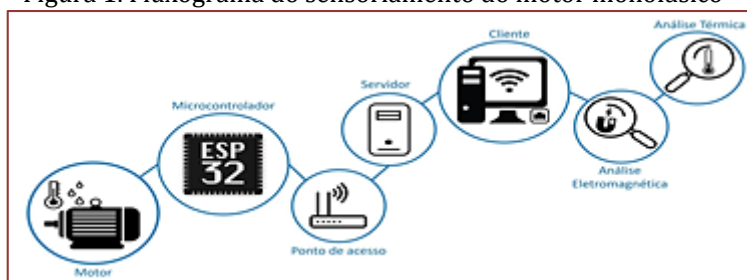 Figura 1. Fluxograma do sensoriamento do motor monofásico
Análise Térmica
Cliente
Servidor
Microcontrolador
ESP
32
Análise
Eletromagnética
Ponto de acesso
Motor